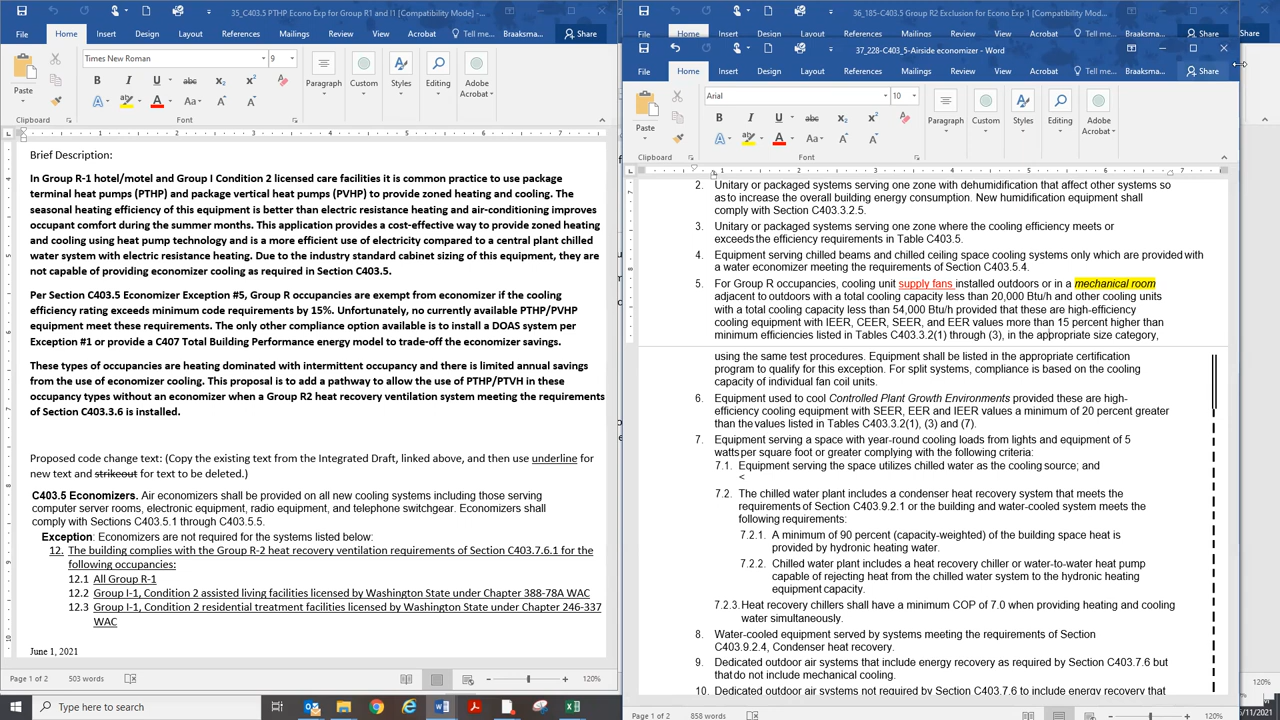 35_C403.5 PTHP Econo Exp for Group R1 and I1 [Compatibility Mode] -...
File Home Insert Design Layout References Mailings Review View Acrobat Tell me... Braaksma... Share
Times New Roman 9
Paste
Paragraph Custom Styles Editing Adobe Acrobat
Clipboard Font
Brief Description:
In Group R-1 hotel/motel and Group I Condition 2 licensed care facilities it is common practice to use package
terminal heat pumps (PTHP) and package vertical heat pumps (PVHP) to provide zoned heating and cooling. The
seasonal heating efficiency of this equipment is better than electric resistance heating and air-conditioning improves
occupant comfort during the summer months. This application provides a cost-effective way to provide zoned heating
and cooling using heat pump technology and is a more efficient use of electricity compared to a central plant chilled
water system with electric resistance heating. Due to the industry standard cabinet sizing of this equipment, they are
not capable of providing economizer cooling as required in Section C403.5.
Per Section C403.5 Economizer Exception #5, Group R occupancies are exempt from economizer if the cooling
efficiency rating exceeds minimum code requirements by 15%. Unfortunately, no currently available PTHP/PVHP
equipment meet these requirements. The only other compliance option available is to install a DOAS system per
Exception #1 or provide a C407 Total Building Performance energy model to trade-off the economizer savings.
These types of occupancies are heating dominated with intermittent occupancy and there is limited annual savings
from the use of economizer cooling. This proposal is to add a pathway to allow the use of PTHP/PTVH in these
occupancy types without an economizer when a Group R2 heat recovery ventilation system meeting the requirements
of Section C403.3.6 is installed.
Proposed code change text: (Copy the existing text from the Integrated Draft, linked above, and then use underline for
new text and strikeout for text to be deleted.)
C403.5 Economizers. Air economizers shall be provided on all new cooling systems including those serving
computer server rooms, electronic equipment, radio equipment, and telephone switchgear. Economizers shall
comply with Sections C403.5.1 through C403.5.5.
Exception: Economizers are not required for the systems listed below:
12. The building complies with the Group R-2 heat recovery ventilation requirements of Section C403.7.6.1 for the
following occupancies:
12.1 All Group R-1
12.2 Group I-1, Condition 2 assisted living facilities licensed by Washington State under Chapter 388-78A WAC
12.3 Group I-1, Condition 2 residential treatment facilities licensed by Washington State under Chapter 246-337
WAC
June 1, 2021
Page 1 of 2 503 words 120%
Type here to search
36_185-C403.5 Group R2 Exclusion for Econo Exp 1 [Compatibility Mode] - ...
File Home Insert Design Layout References Mailings Review View Acrobat Tell me... Braaksma... Share
37_228-C403_5-Airside economizer - Word
File Home Insert Design Layout References Mailings Review View Acrobat Tell me... Braaksma... Share
Arial 10
Paste
Paragraph Custom Styles Editing Adobe Acrobat
Clipboard Font
2. Unitary or packaged systems serving one zone with dehumidification that affect other systems so
as to increase the overall building energy consumption. New humidification equipment shall
comply with Section C403.3.2.5.
3. Unitary or packaged systems serving one zone where the cooling efficiency meets or
exceeds the efficiency requirements in Table C403.5.
4. Equipment serving chilled beams and chilled ceiling space cooling systems only which are provided with
a water economizer meeting the requirements of Section C403.5.4.
5. For Group R occupancies, cooling unit supply fans installed outdoors or in a mechanical room
adjacent to outdoors with a total cooling capacity less than 20,000 Btu/h and other cooling units
with a total cooling capacity less than 54,000 Btu/h provided that these are high-efficiency
cooling equipment with IEER, CEER, SEER, and EER values more than 15 percent higher than
minimum efficiencies listed in Tables C403.3.2(1) through (3), in the appropriate size category,
using the same test procedures. Equipment shall be listed in the appropriate certification
program to qualify for this exception. For split systems, compliance is based on the cooling
capacity of individual fan coil units.
6. Equipment used to cool Controlled Plant Growth Environments provided these are high-
efficiency cooling equipment with SEER, EER and IEER values a minimum of 20 percent greater
than the values listed in Tables C403.3.2(1), (3) and (7).
7. Equipment serving a space with year-round cooling loads from lights and equipment of 5
watts per square foot or greater complying with the following criteria:
7.1. Equipment serving the space utilizes chilled water as the cooling source; and
<
7.2. The chilled water plant includes a condenser heat recovery system that meets the
requirements of Section C403.9.2.1 or the building and water-cooled system meets the
following requirements:
7.2.1. A minimum of 90 percent (capacity-weighted) of the building space heat is
provided by hydronic heating water.
7.2.2. Chilled water plant includes a heat recovery chiller or water-to-water heat pump
capable of rejecting heat from the chilled water system to the hydronic heating
equipment capacity.
7.2.3. Heat recovery chillers shall have a minimum COP of 7.0 when providing heating and cooling
water simultaneously.
8. Water-cooled equipment served by systems meeting the requirements of Section
C403.9.2.4, Condenser heat recovery.
9. Dedicated outdoor air systems that include energy recovery as required by Section C403.7.6 but
that do not include mechanical cooling.
10. Dedicated outdoor air systems not required by Section C403.7.6 to include energy recovery that
Page 1 of 2 858 words 120%
120%
/11/2021